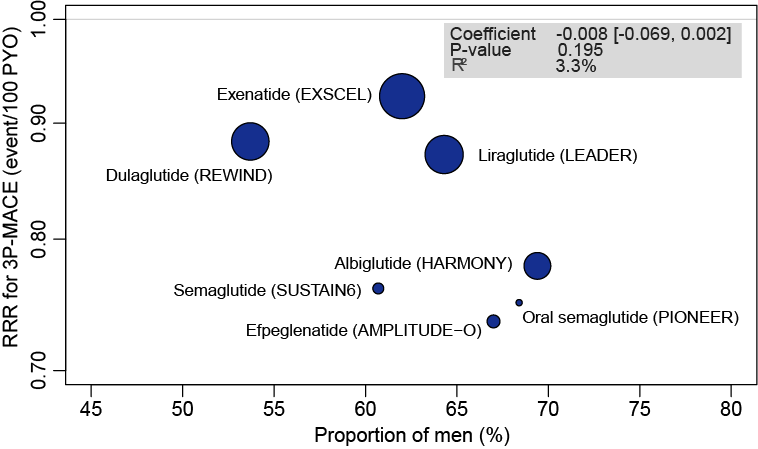 RRR for 3P-MACE (event/100 PYO)
1.00
0.90
0.80
0.70
Coefficient -0.008 [-0.069, 0.002]
P-value 0.195
R² 3.3%
Exenatide (EXSCEL)
Dulaglutide (REWIND)
Liraglutide (LEADER)
Albiglutide (HARMONY)
Semaglutide (SUSTAIN6)
Oral semaglutide (PIONEER)
Efpeglenatide (AMPLITUDE−O)
45 50 55 60 65 70 75 80
Proportion of men (%)